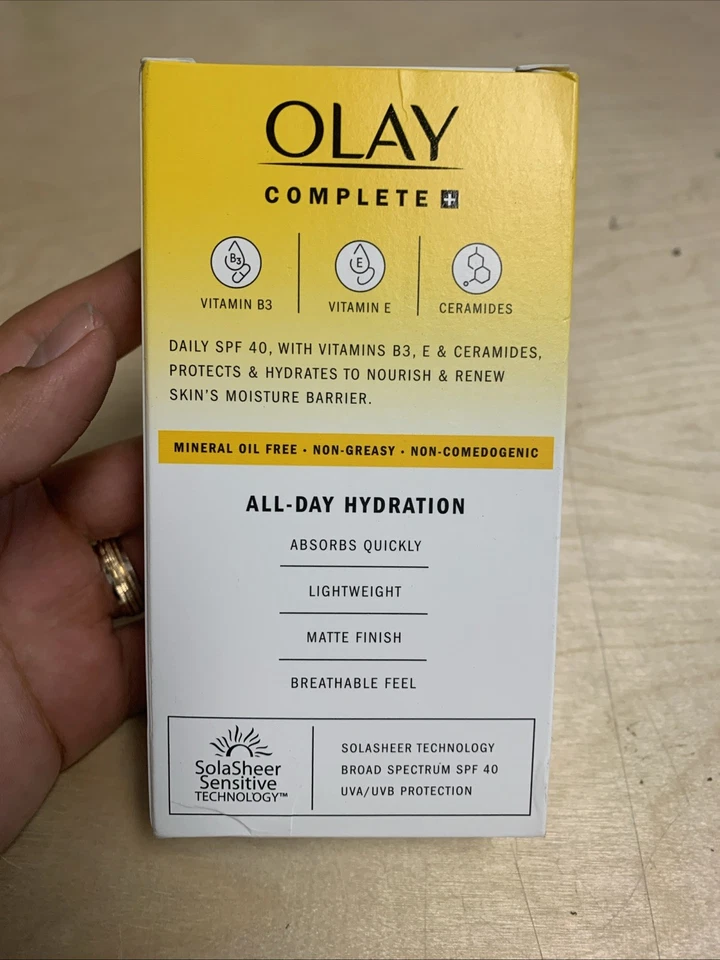 OLAY
COMPLETE +
B3
E
VITAMIN B3
VITAMIN E
CERAMIDES
DAILY SPF 40, WITH VITAMINS B3, E & CERAMIDES,
PROTECTS & HYDRATES TO NOURISH & RENEW
SKIN'S MOISTURE BARRIER.
MINERAL OIL FREE • NON-GREASY • NON-COMEDOGENIC
ALL-DAY HYDRATION
ABSORBS QUICKLY
LIGHTWEIGHT
MATTE FINISH
BREATHABLE FEEL
SolaSheer
Sensitive
TECHNOLOGY™
SOLASHEER TECHNOLOGY
BROAD SPECTRUM SPF 40
UVA/UVB PROTECTION